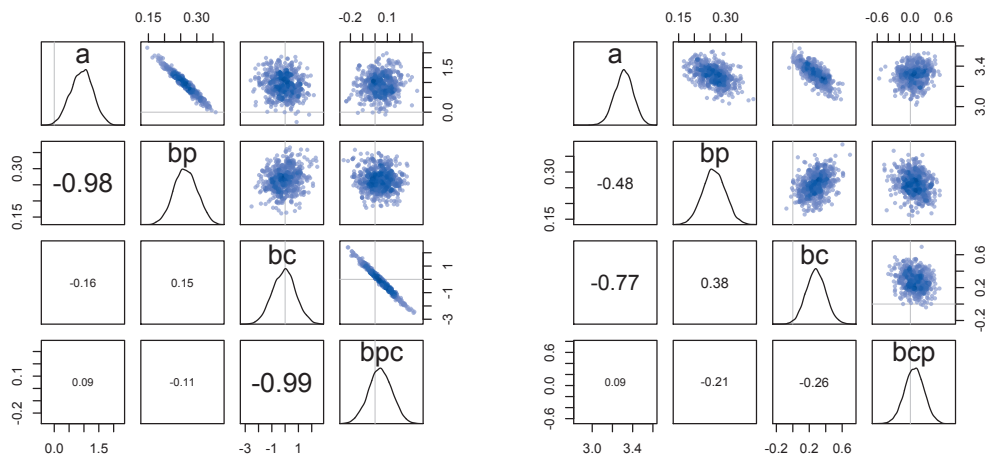 0.15 0.30 -0.2 0.1
a
0.0 1.5
0.15 0.30
-0.98
bp
-0.16 0.15
bc
-3 -1 1
-0.2 0.1
0.09 -0.11 -0.99
bpc
0.0 1.5 -3 -1 1
0.15 0.30 -0.6 0.0 0.6
a
3.0 3.4
0.15 0.30
-0.48
bp
-0.77 0.38
bc
-0.2 0.2 0.6
-0.6 0.0 0.6
0.09 -0.21 -0.26
bcp
3.0 3.4 -0.2 0.2 0.6